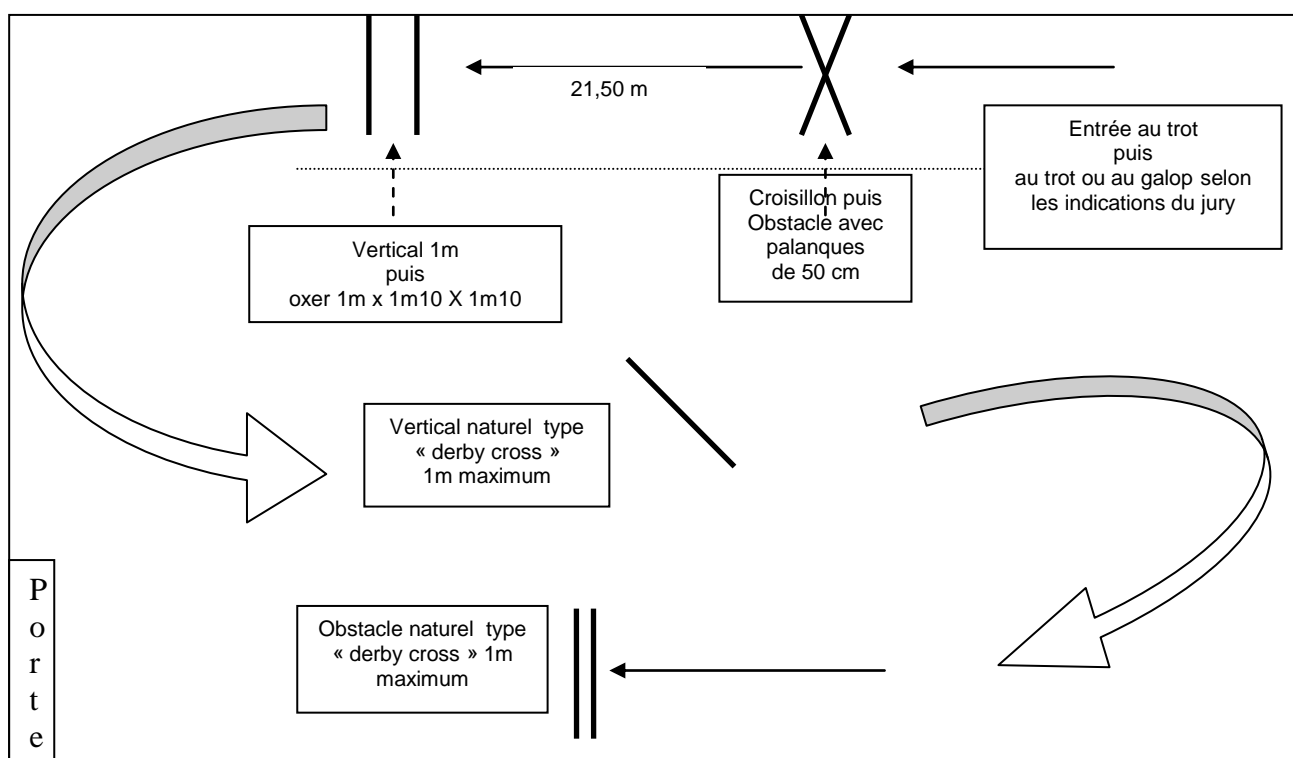 21,50 m
Entrée au trot
puis
au trot ou au galop selon
les indications du jury
Croisillon puis
Obstacle avec
palanques
de 50 cm
Vertical 1m
puis
oxer 1m x 1m10 X 1m10
Vertical naturel type
« derby cross »
1m maximum
Obstacle naturel type
« derby cross » 1m
maximum
P
o
r
t
e